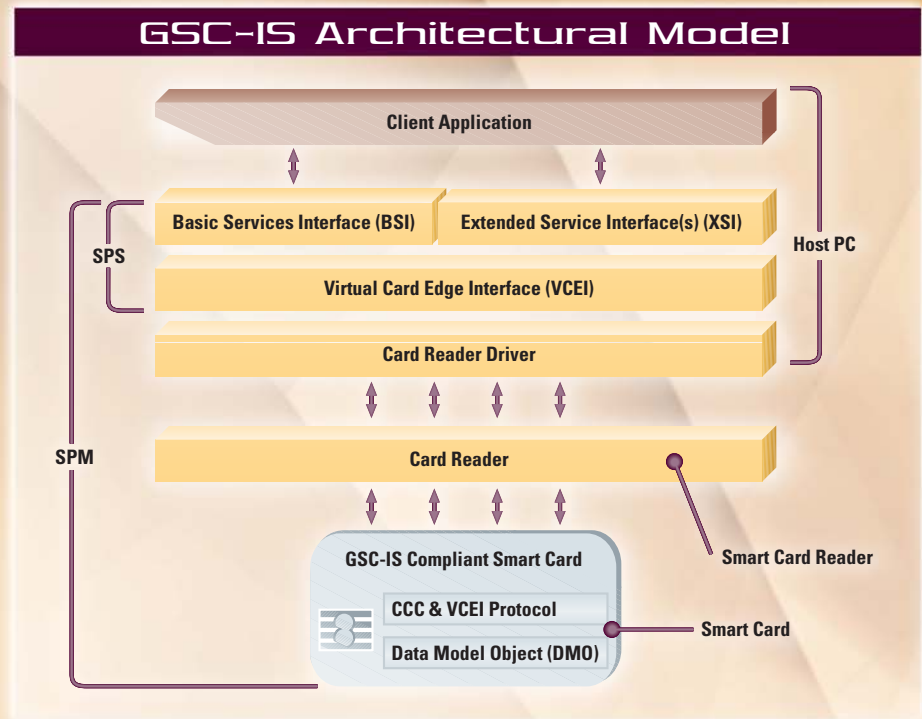 GSC-IS Architectural Model
Client Application
Basic Services Interface (BSI)
Extended Service Interface(s) (XSI)
Host PC
SPS
Virtual Card Edge Interface (VCEI)
Card Reader Driver
SPM
Card Reader
GSC-IS Compliant Smart Card
Smart Card Reader
CCC & VCEI Protocol
Smart Card
Data Model Object (DMO)